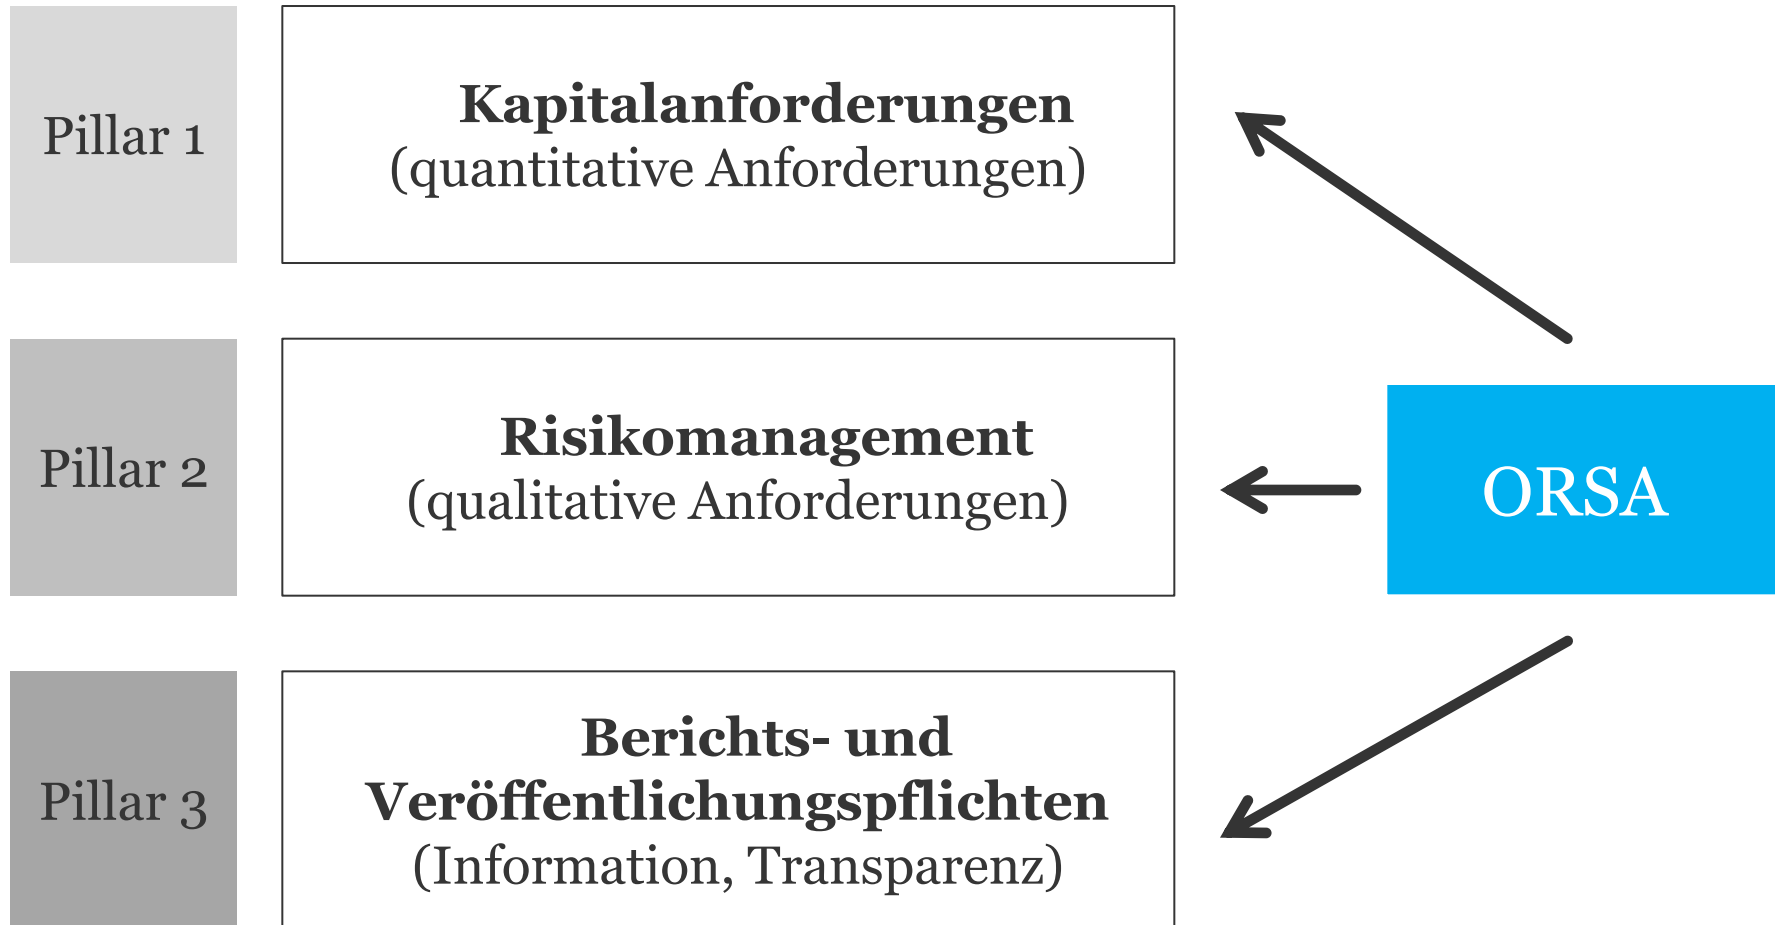 Pillar 1
Kapitalanforderungen
(quantitative Anforderungen)
Pillar 2
Risikomanagement
(qualitative Anforderungen)
ORSA
Pillar 3
Berichts- und
Veröffentlichungspflichten
(Information, Transparenz)